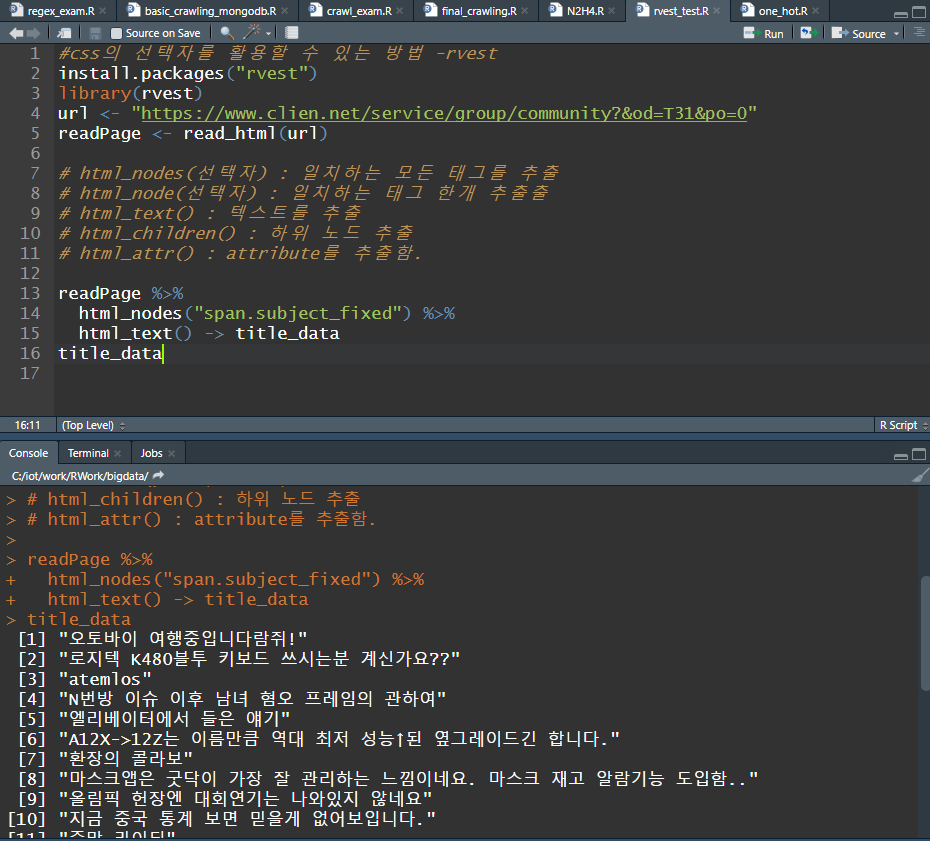 regex_exam.R basic_crawling_mongodb.R crawl_exam.R final_crawling.R N2H4.R rvest_test.R one_hot.R
Source on Save Run Source
1 #css의 선택자를 활용할 수 있는 방법 -rvest
2 install.packages("rvest")
3 library(rvest)
4 url <- "https://www.clien.net/service/group/community?&od=T31&po=0"
5 readPage <- read_html(url)
6
7 # html_nodes(선택자) : 일치하는 모든 태그를 추출
8 # html_node(선택자) : 일치하는 태그 한개 추출출
9 # html_text() : 텍스트를 추출
10 # html_children() : 하위 노드 추출
11 # html_attr() : attribute를 추출함.
12
13 readPage %>%
14 html_nodes("span.subject_fixed") %>%
15 html_text() -> title_data
16 title_data
17
16:11 (Top Level) R Script
Console Terminal Jobs
C:/iot/work/RWork/bigdata/
> # html_children() : 하위 노드 추출
> # html_attr() : attribute를 추출함.
>
> readPage %>%
+ html_nodes("span.subject_fixed") %>%
+ html_text() -> title_data
> title_data
[1] "오토바이 여행중입니다람쥐!"
[2] "로지텍 K480블투 키보드 쓰시는분 계신가요??"
[3] "atemlos"
[4] "N번방 이슈 이후 남녀 혐오 프레임의 관하여"
[5] "엘리베이터에서 들은 얘기"
[6] "A12X->12Z는 이름만큼 역대 최저 성능↑된 옆그레이드긴 합니다."
[7] "환장의 콜라보"
[8] "마스크앱은 굿닥이 가장 잘 관리하는 느낌이네요. 마스크 재고 알람기능 도입함.."
[9] "올림픽 헌장엔 대회연기는 나와있지 않네요"
[10] "지금 중국 통계 보면 믿을게 없어보입니다."